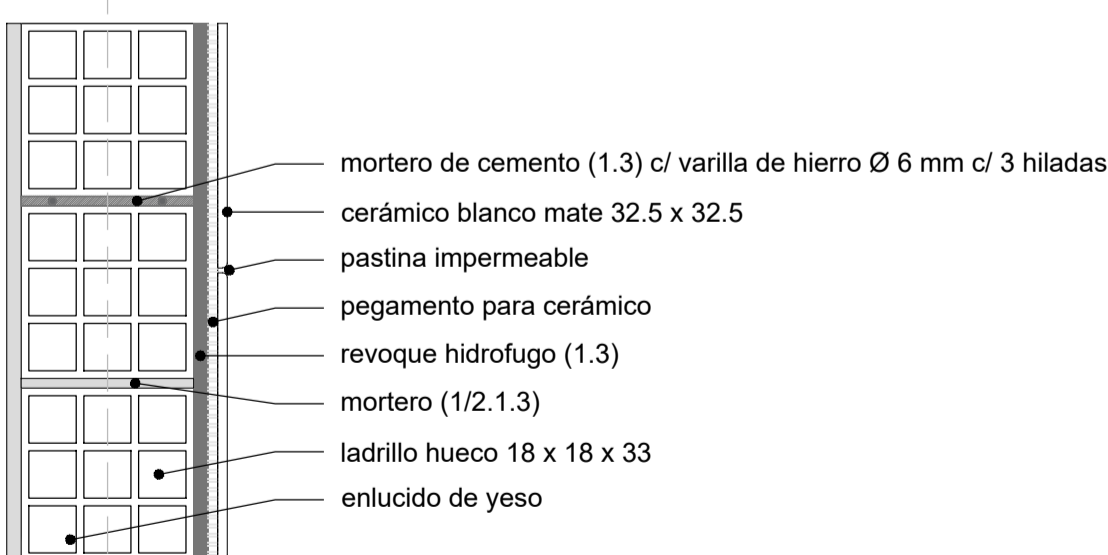 mortero de cemento (1.3) c/ varilla de hierro Ø 6 mm c/ 3 hiladas
cerámico blanco mate 32.5 x 32.5
pastina impermeable
pegamento para cerámico
revoque hidrofugo (1.3)
mortero (1/2.1.3)
ladrillo hueco 18 x 18 x 33
enlucido de yeso